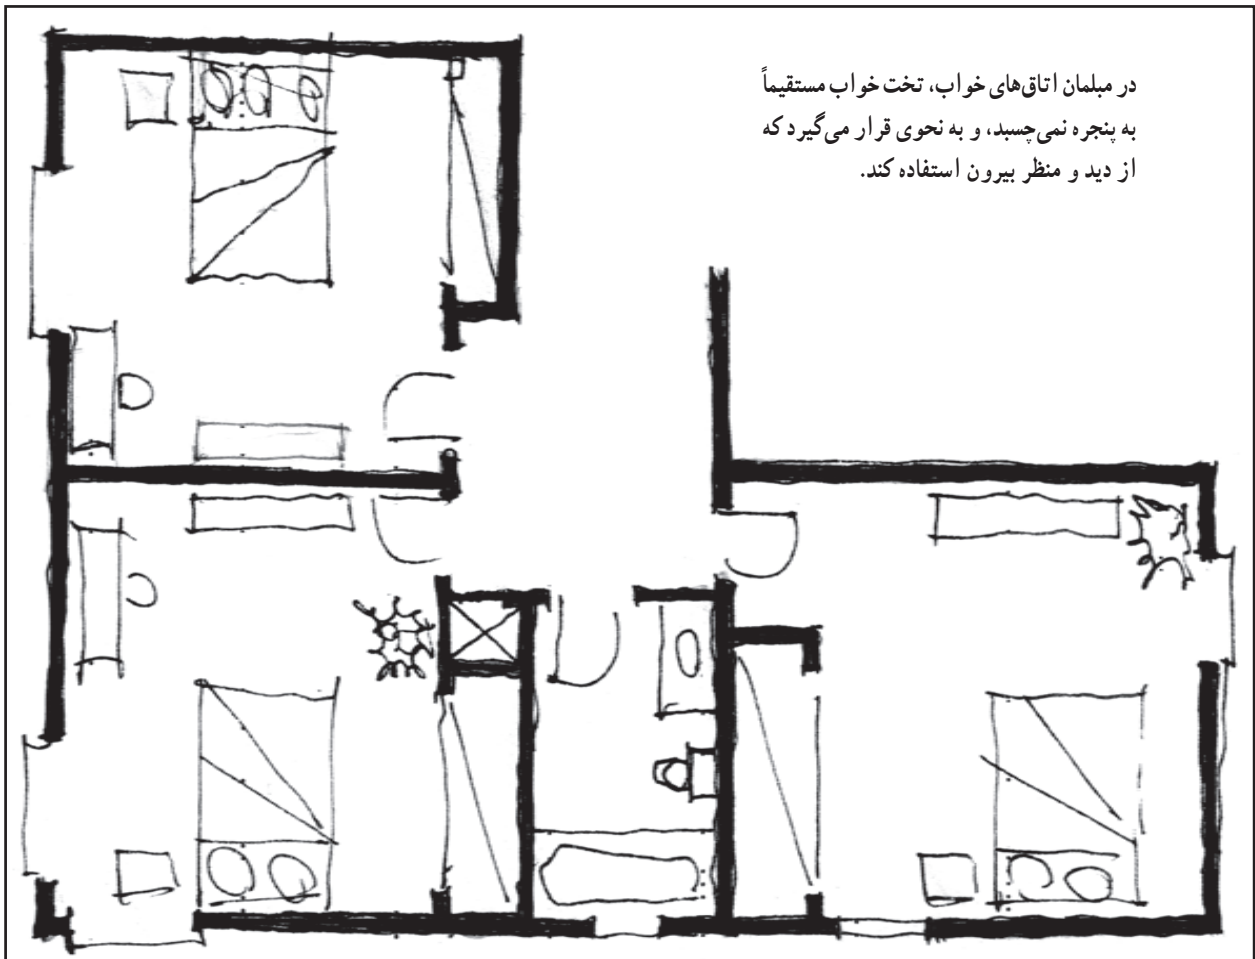 در مبلمان اتاق‌های خواب، تخت خواب مستقیماً
به پنجره نمی‌چسبد، و به نحوی قرار می‌گیرد که
از دید و منظر بیرون استفاده کند.